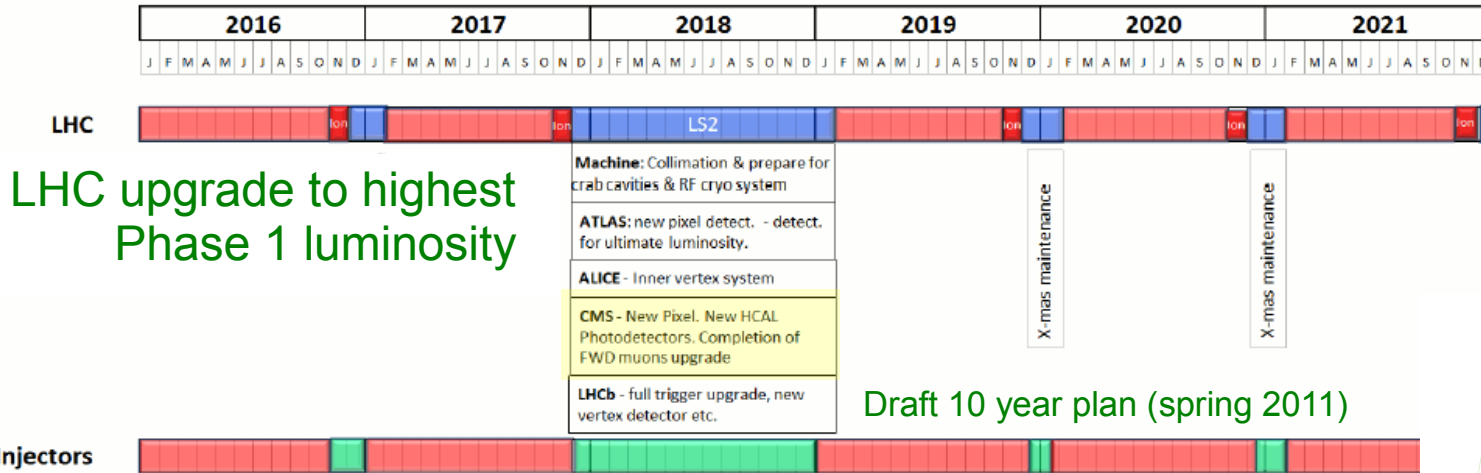 2016 2017 2018 2019 2020 2021
J F M A M J J A S O N D J F M A M J J A S O N D J F M A M J J A S O N D J F M A M J J A S O N D J F M A M J J A S O N D J F M A M J J A S O N
LHC Ion Ion LS2 Ion Ion Ion
LHC upgrade to highest
Phase 1 luminosity
Machine: Collimation & prepare for
crab cavities & RF cryo system
ATLAS: new pixel detect. - detect.
for ultimate luminosity.
ALICE - Inner vertex system
CMS - New Pixel. New HCAL
Photodetectors. Completion of
FWD muons upgrade
LHCb - full trigger upgrade, new
vertex detector etc.
X-mas maintenance
X-mas maintenance
Draft 10 year plan (spring 2011)
Injectors